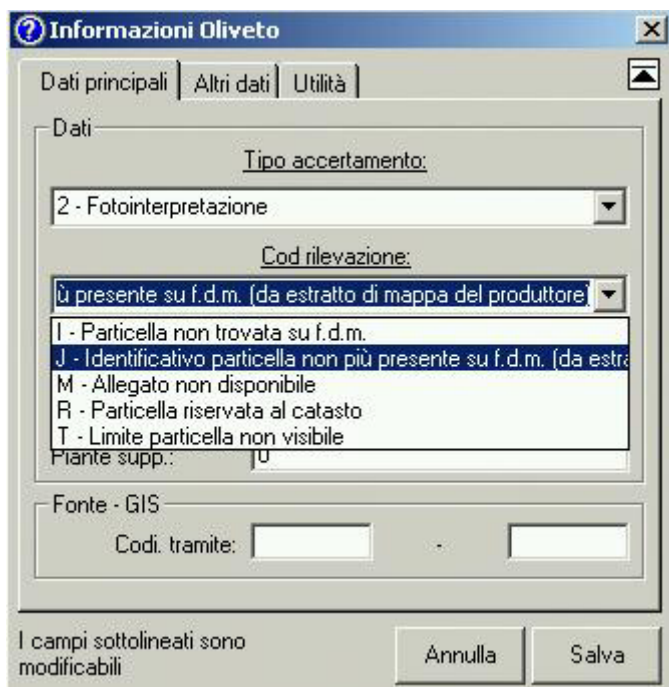 Informazioni Oliveto
Dati principali Altri dati Utilità
Dati
Tipo accertamento:
2 - Fotointerpretazione
Cod rilevazione:
ù presente su f.d.m. (da estratto di mappa del produttore)
I - Particella non trovata su f.d.m.
J - Identificativo particella non più presente su f.d.m. (da estra
M - Allegato non disponibile
R - Particella riservata al catasto
T - Limite particella non visibile
Piante supp.: 0
Fonte - GIS
Codi. tramite: -
I campi sottolineati sono
modificabili
Annulla Salva